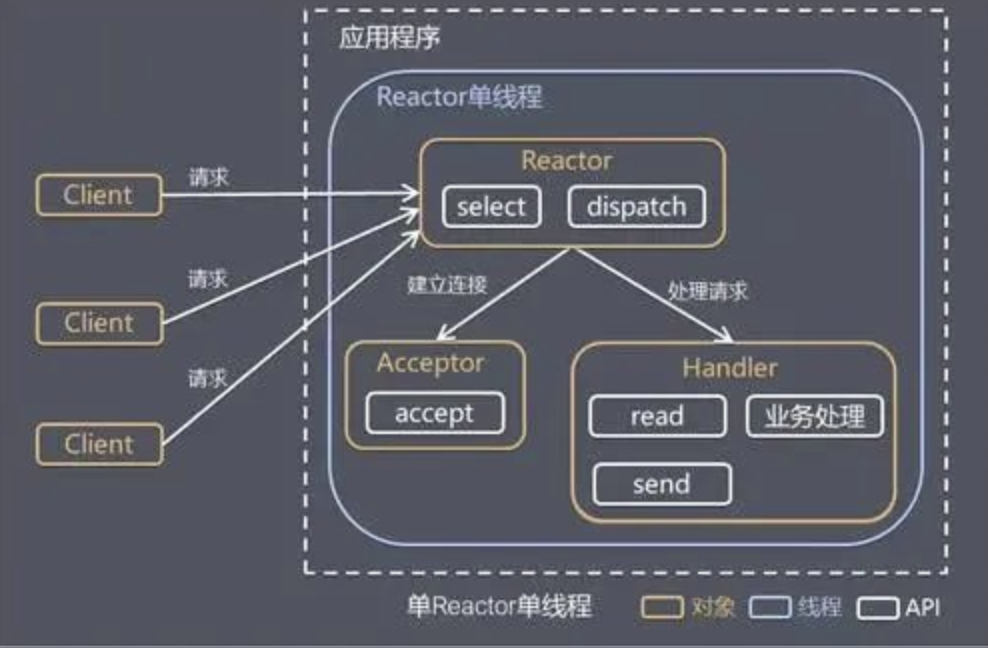 应用程序
Reactor单线程
Reactor
select
dispatch
Client
请求
Client
请求
Client
请求
建立连接
处理请求
Acceptor
accept
Handler
read
业务处理
send
单Reactor单线程
对象
线程
API